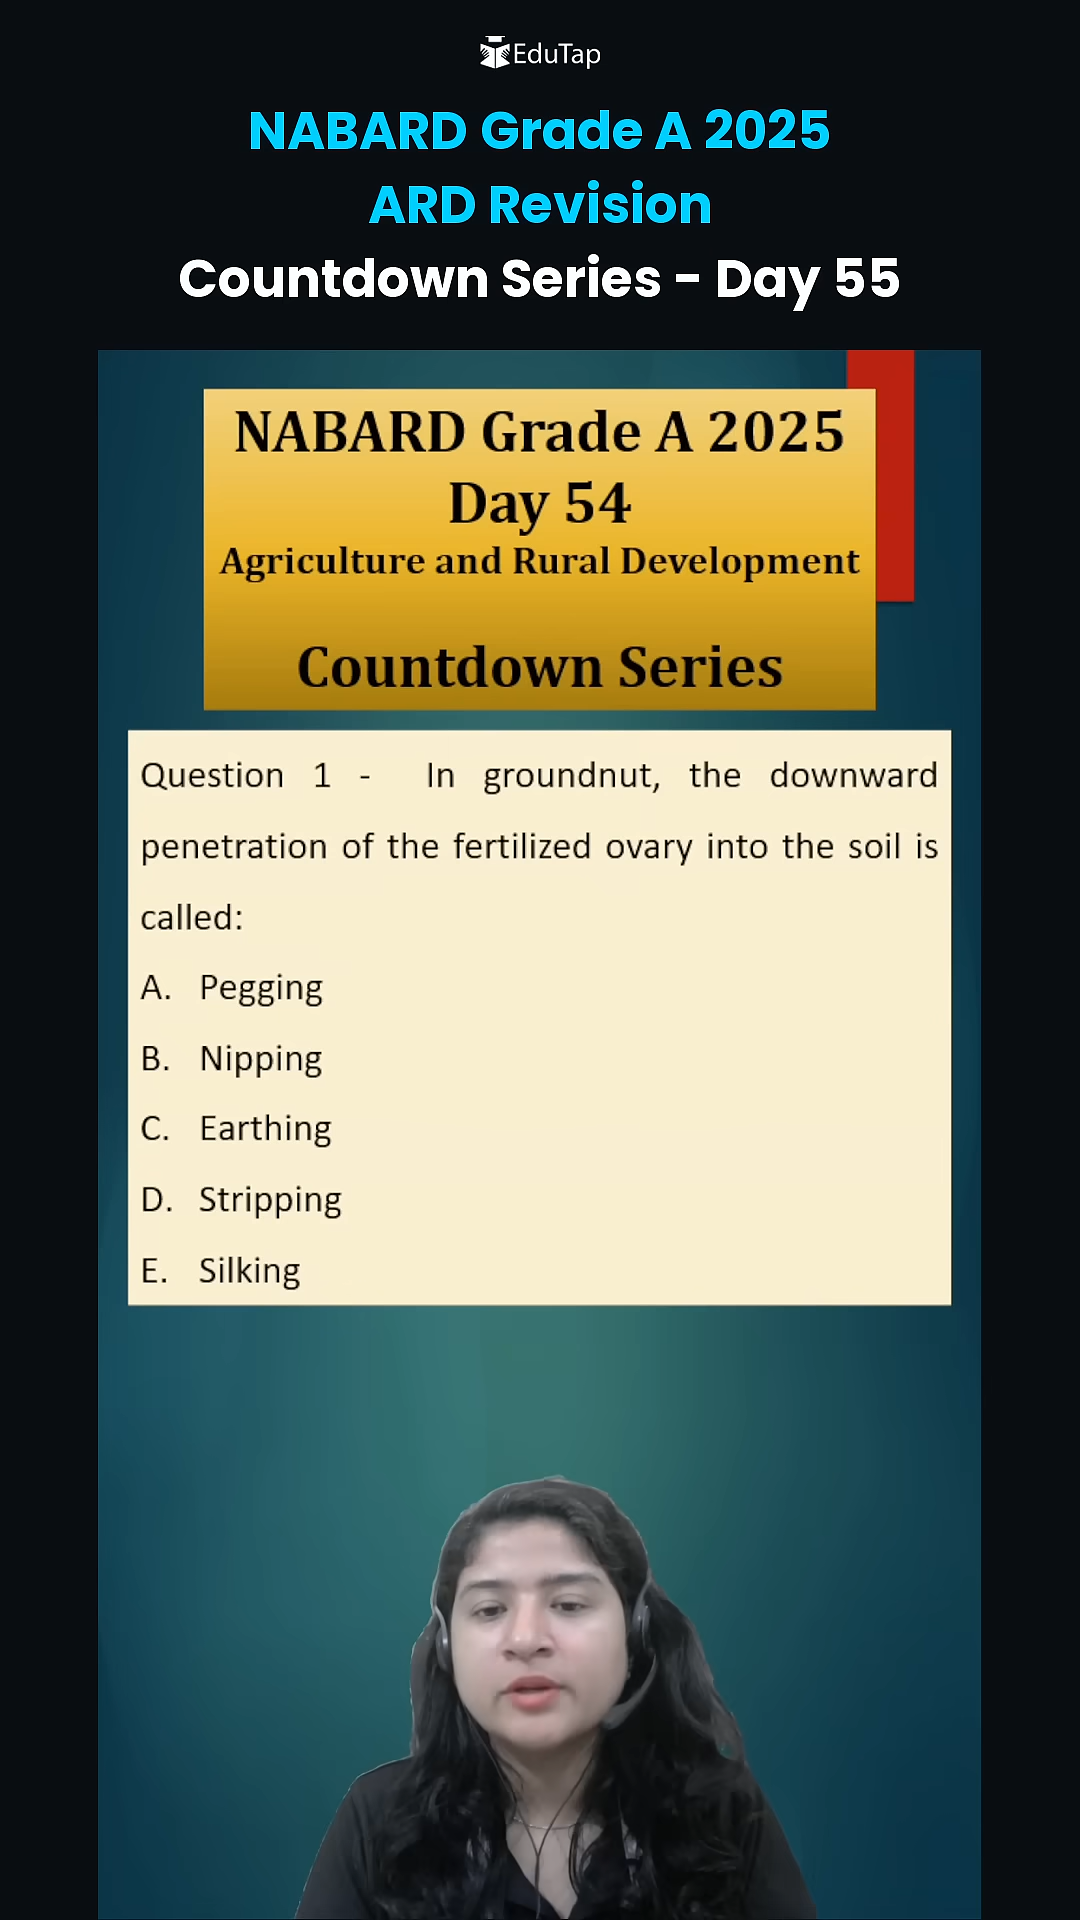 EduTap
NABARD Grade A 2025
ARD Revision
Countdown Series - Day 55
NABARD Grade A 2025
Day 54
Agriculture and Rural Development
Countdown Series
Question 1 - In groundnut, the downward
penetration of the fertilized ovary into the soil is
called:
A. Pegging
B. Nipping
C. Earthing
D. Stripping
E. Silking